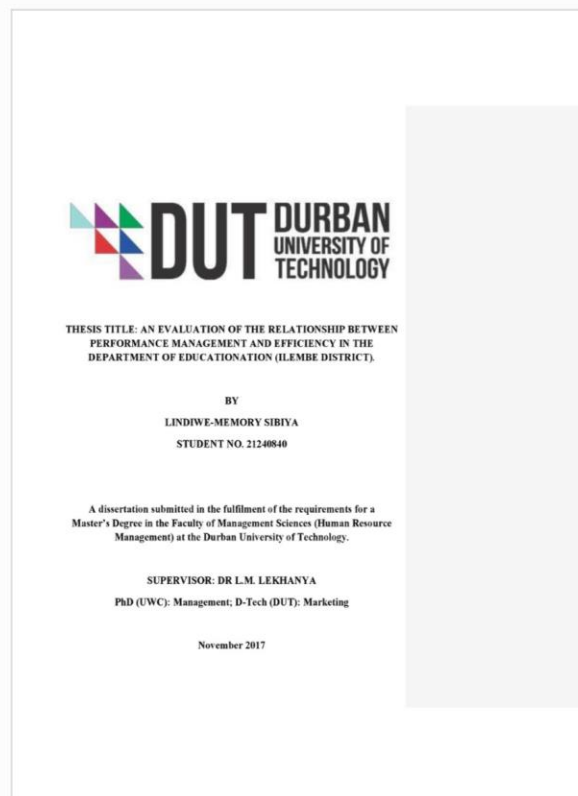 DUT DURBAN
UNIVERSITY OF
TECHNOLOGY
THESIS TITLE: AN EVALUATION OF THE RELATIONSHIP BETWEEN
PERFORMANCE MANAGEMENT AND EFFICIENCY IN THE
DEPARTMENT OF EDUCATIONATION (ILEMBE DISTRICT).
BY
LINDIWE-MEMORY SIBIYA
STUDENT NO. 21240840
A dissertation submitted in the fulfilment of the requirements for a
Master's Degree in the Faculty of Management Sciences (Human Resource
Management) at the Durban University of Technology.
SUPERVISOR: DR L.M. LEKHANYA
PhD (UWC): Management; D-Tech (DUT): Marketing
November 2017